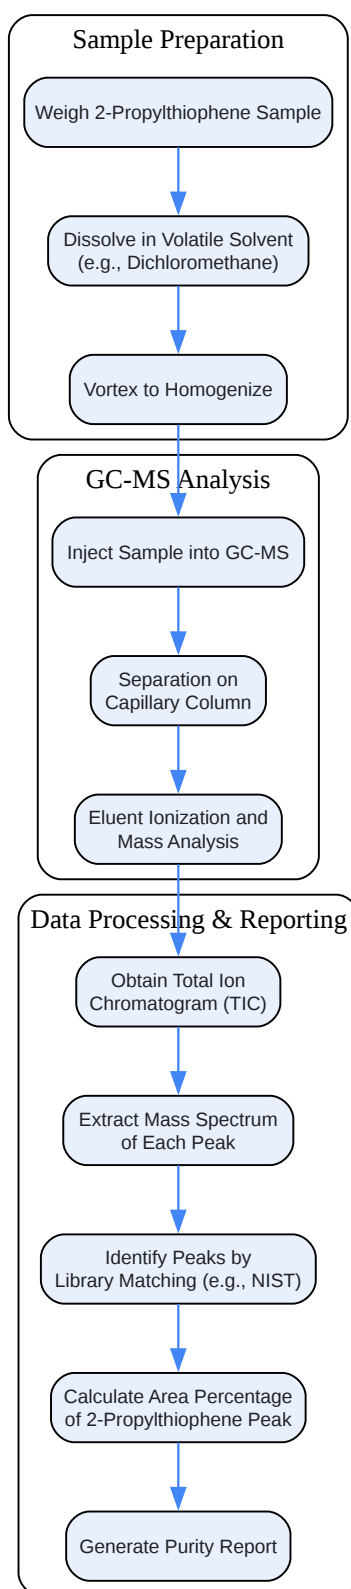 Sample Preparation
Weigh 2-Propylthiophene Sample
Dissolve in Volatile Solvent
(e.g., Dichloromethane)
Vortex to Homogenize
GC-MS Analysis
Inject Sample into GC-MS
Separation on
Capillary Column
Eluent Ionization and
Mass Analysis
Data Processing & Reporting
Obtain Total Ion
Chromatogram (TIC)
Extract Mass Spectrum
of Each Peak
Identify Peaks by
Library Matching (e.g., NIST)
Calculate Area Percentage
of 2-Propylthiophene Peak
Generate Purity Report